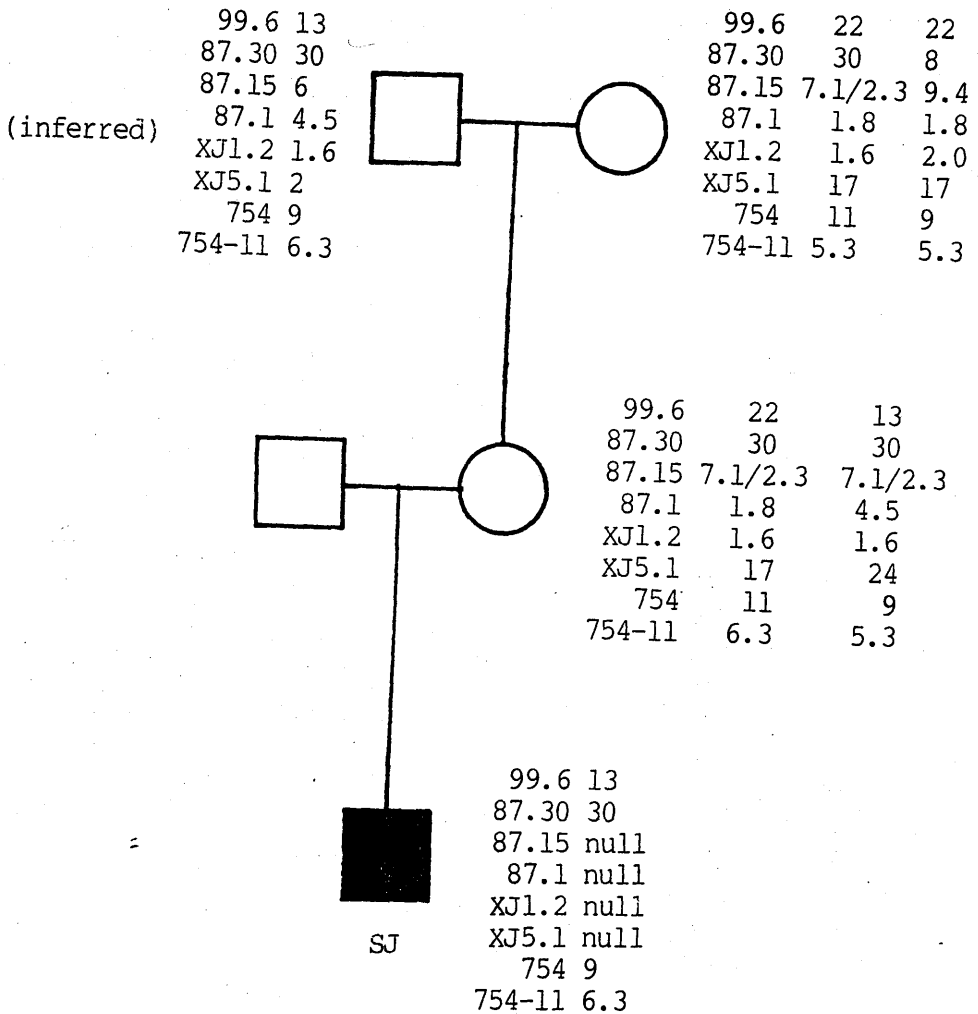 99.6 13
87.30 30
87.15 6
(inferred) 87.1 4.5
XJ1.2 1.6
XJ5.1 2
754 9
754-11 6.3
99.6 22 22
87.30 30 8
87.15 7.1/2.3 9.4
87.1 1.8 1.8
XJ1.2 1.6 2.0
XJ5.1 17 17
754 11 9
754-11 5.3 5.3
99.6 22 13
87.30 30 30
87.15 7.1/2.3 7.1/2.3
87.1 1.8 4.5
XJ1.2 1.6 1.6
XJ5.1 17 24
754 11 9
754-11 6.3 5.3
99.6 13
87.30 30
87.15 null
87.1 null
XJ1.2 null
XJ5.1 null
754 9
754-11 6.3
SJ